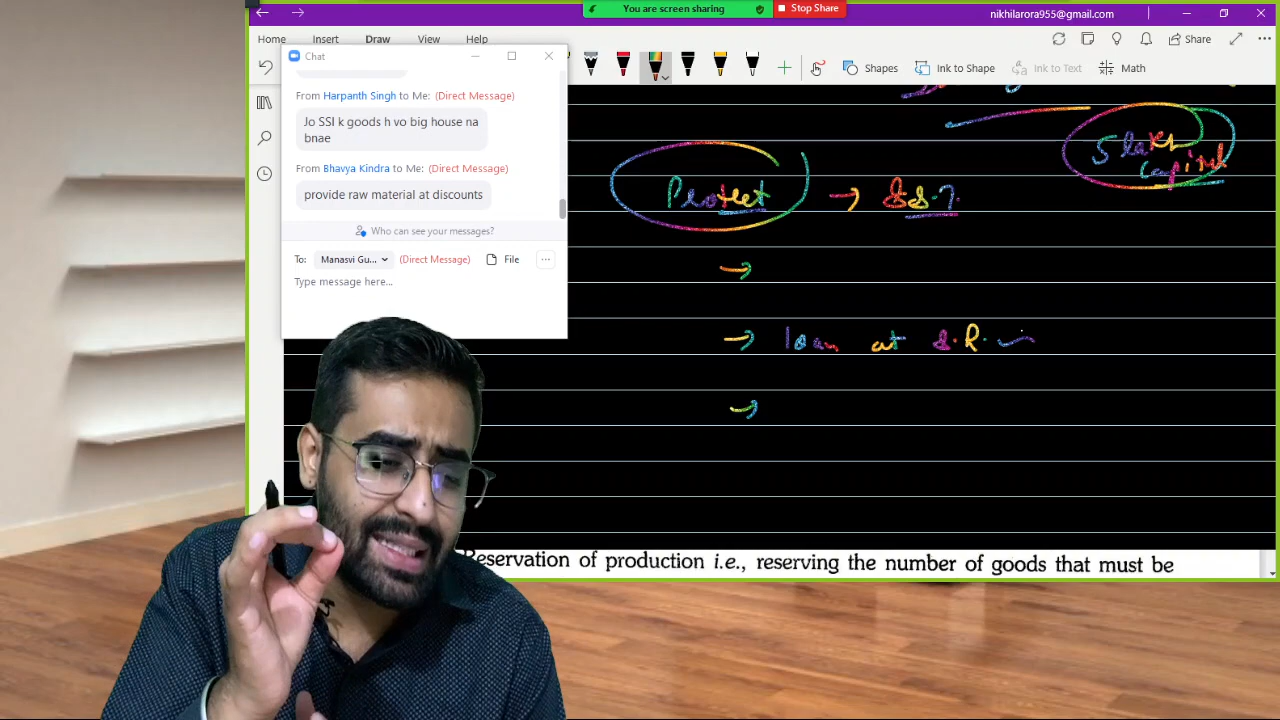 You are screen sharing
Stop Share
nikhilarora955@gmail.com
Home Insert Draw View Help
Share
Shapes
Ink to Shape
Ink to Text
Math
Chat
From Harpanth Singh to Me: (Direct Message)
Jo SSI k goods h vo big house na
bnae
From Bhavya Kindra to Me: (Direct Message)
provide raw material at discounts
Who can see your messages?
To: Manasvi Gu... (Direct Message) File
Type message here...
5 lakh
Capital
Protect → SS.I
→
→ loan at S.R.
→
Reservation of production i.e., reserving the number of goods that must be